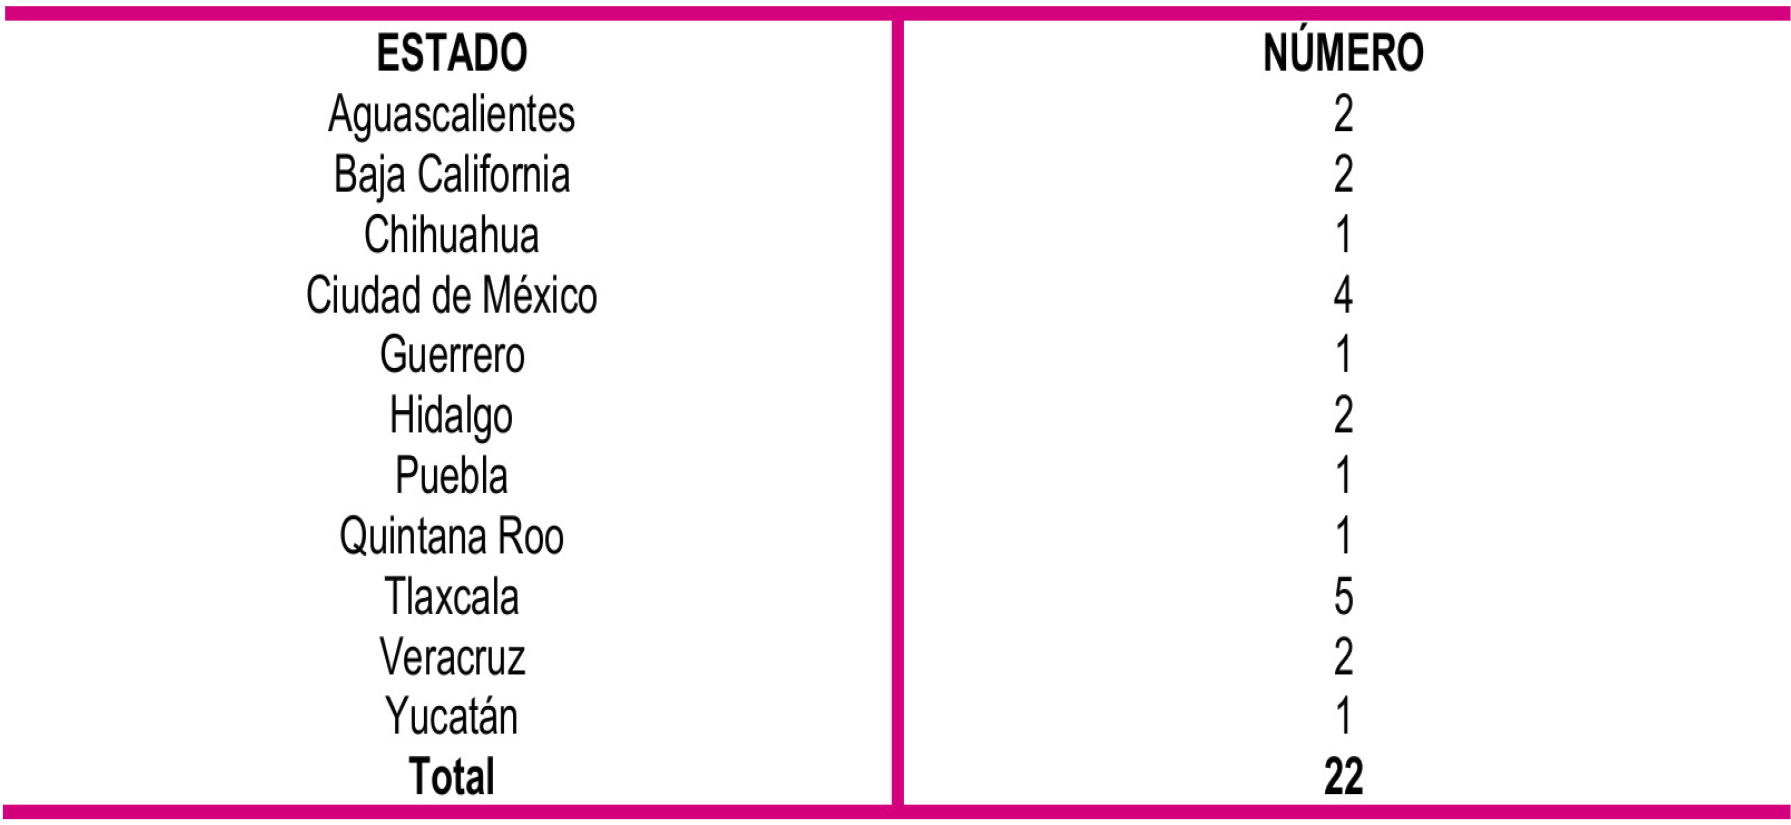 ESTADO NÚMERO
Aguascalientes 2
Baja California 2
Chihuahua 1
Ciudad de México 4
Guerrero 1
Hidalgo 2
Puebla 1
Quintana Roo 1
Tlaxcala 5
Veracruz 2
Yucatán 1
Total 22